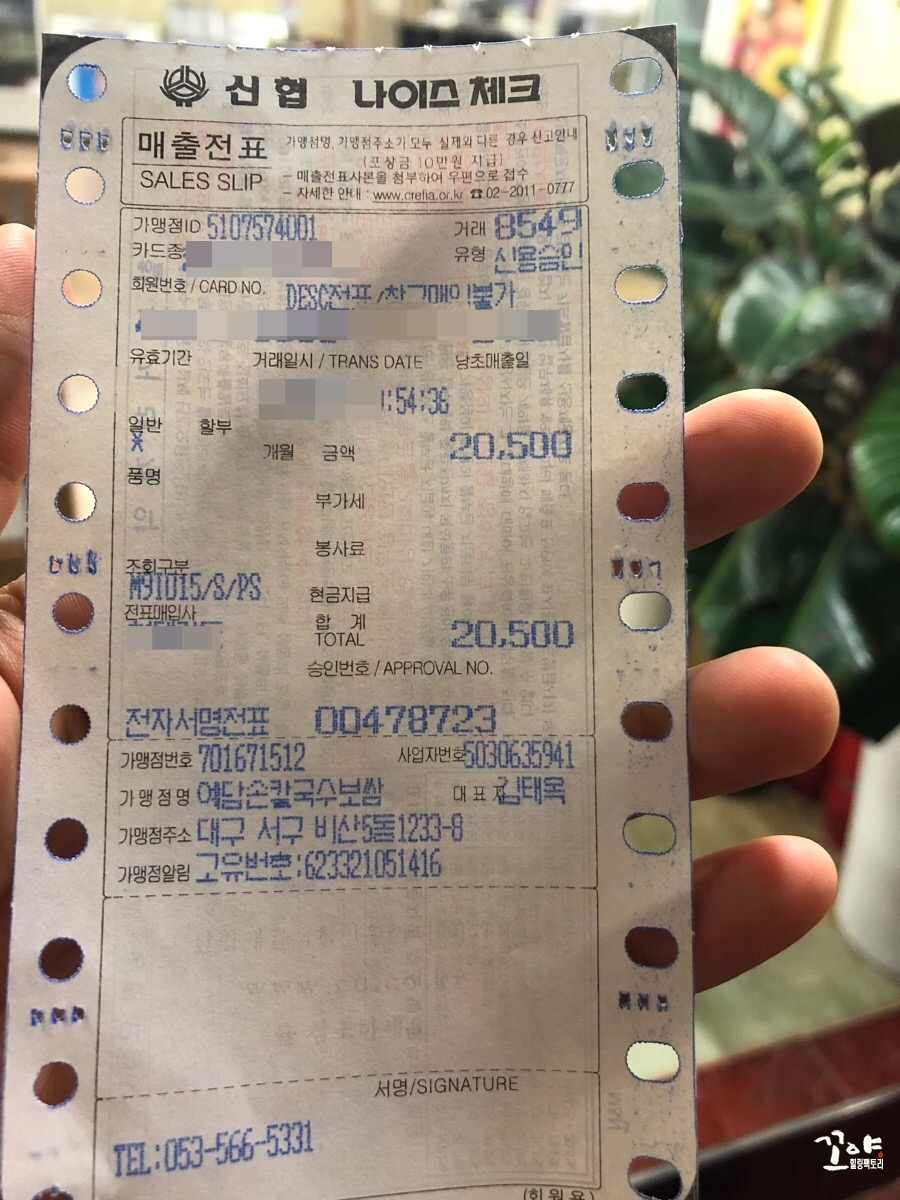 신협 나이스체크
매출전표
SALES SLIP
가맹점명, 가맹점주소가 모두 실제와 다른 경우 신고안내
(포상금 10만원 지급)
- 매출전표사본을 첨부하여 우편으로 접수
- 자세한 안내 : www.crefia.or.kr ☎02-2011-0777
가맹점ID 5107574001 거래 8549
카드종 유형 신용승인
회원번호 / CARD NO. DESC전표/창구매입불가
유효기간 거래일시 / TRANS DATE 당초매출일
:54:36
일반 할부
* 개월 금액 20,500
품명
부가세
봉사료
조회구분
M91015/S/PS 현금지급
전표매입사 합 계
TOTAL 20,500
승인번호 / APPROVAL NO.
전자서명전표 00478723
가맹점번호 701671512 사업자번호 5030635941
가맹점명 예담손칼국수보쌈 대표자 김태옥
가맹점주소 대구 서구 비산5동1233-8
가맹점알림 고유번호:623321051416
서명/SIGNATURE
TEL:053-566-5331
(회원용)
꼬야
힐링팩토리